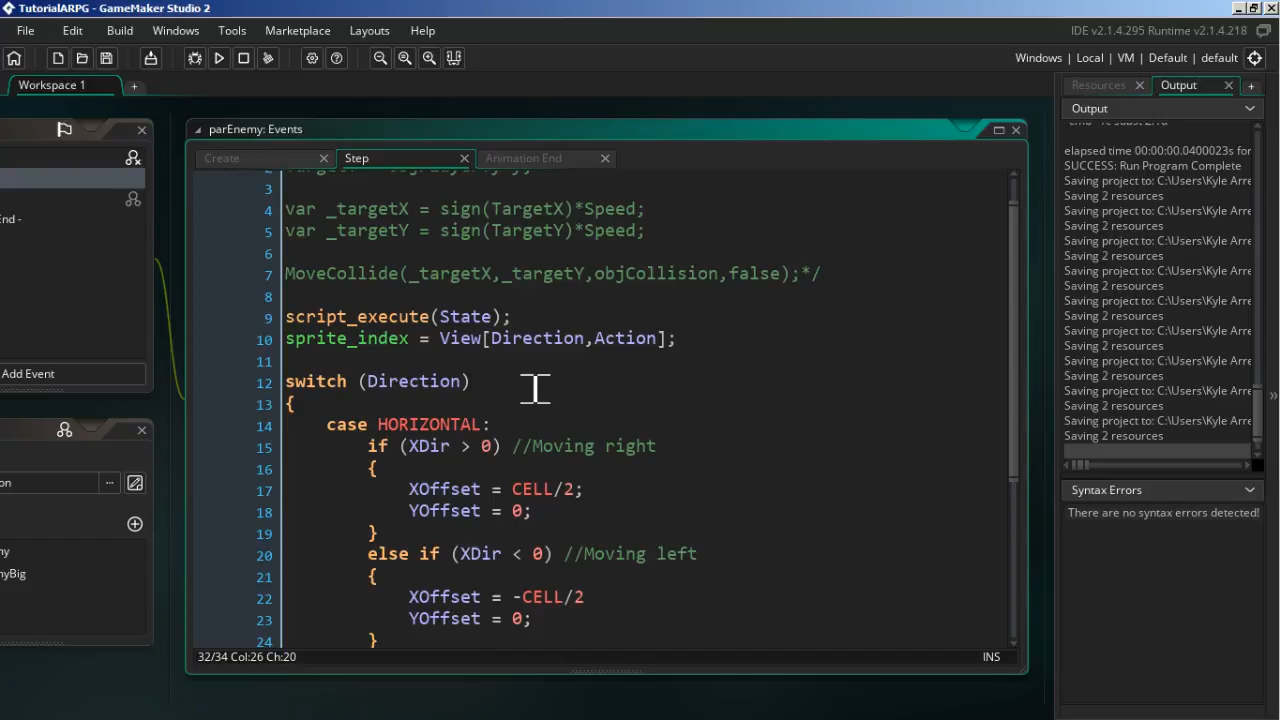 TutorialARPG - GameMaker Studio 2
File Edit Build Windows Tools Marketplace Layouts Help
IDE v2.1.4.295 Runtime v2.1.4.218
Windows | Local | VM | Default | default
Workspace 1
Resources
Output
parEnemy: Events
Output
Create
Step
Animation End
elapsed time 00:00:00.0400023s for
SUCCESS: Run Program Complete
Saving project to: C:\Users\Kyle Arre
Saving 2 resources
Saving project to: C:\Users\Kyle Arre
Saving 2 resources
Saving project to: C:\Users\Kyle Arre
Saving 2 resources
Saving project to: C:\Users\Kyle Arre
Saving 2 resources
Saving project to: C:\Users\Kyle Arre
Saving 2 resources
Saving project to: C:\Users\Kyle Arre
Saving 2 resources
Saving project to: C:\Users\Kyle Arre
Saving 2 resources
Saving project to: C:\Users\Kyle Arre
Saving 2 resources
Saving project to: C:\Users\Kyle Arre
Saving 2 resources
Syntax Errors
There are no syntax errors detected!
End -
Add Event
on
ny
nyBig
3
4 var _targetX = sign(TargetX)*Speed;
5 var _targetY = sign(TargetY)*Speed;
6
7 MoveCollide(_targetX,_targetY,objCollision,false);*/
8
9 script_execute(State);
10 sprite_index = View[Direction,Action];
11
12 switch (Direction)
13 {
14 case HORIZONTAL:
15 if (XDir > 0) //Moving right
16 {
17 XOffset = CELL/2;
18 YOffset = 0;
19 }
20 else if (XDir < 0) //Moving left
21 {
22 XOffset = -CELL/2
23 YOffset = 0;
24 }
32/34 Col:26 Ch:20
INS